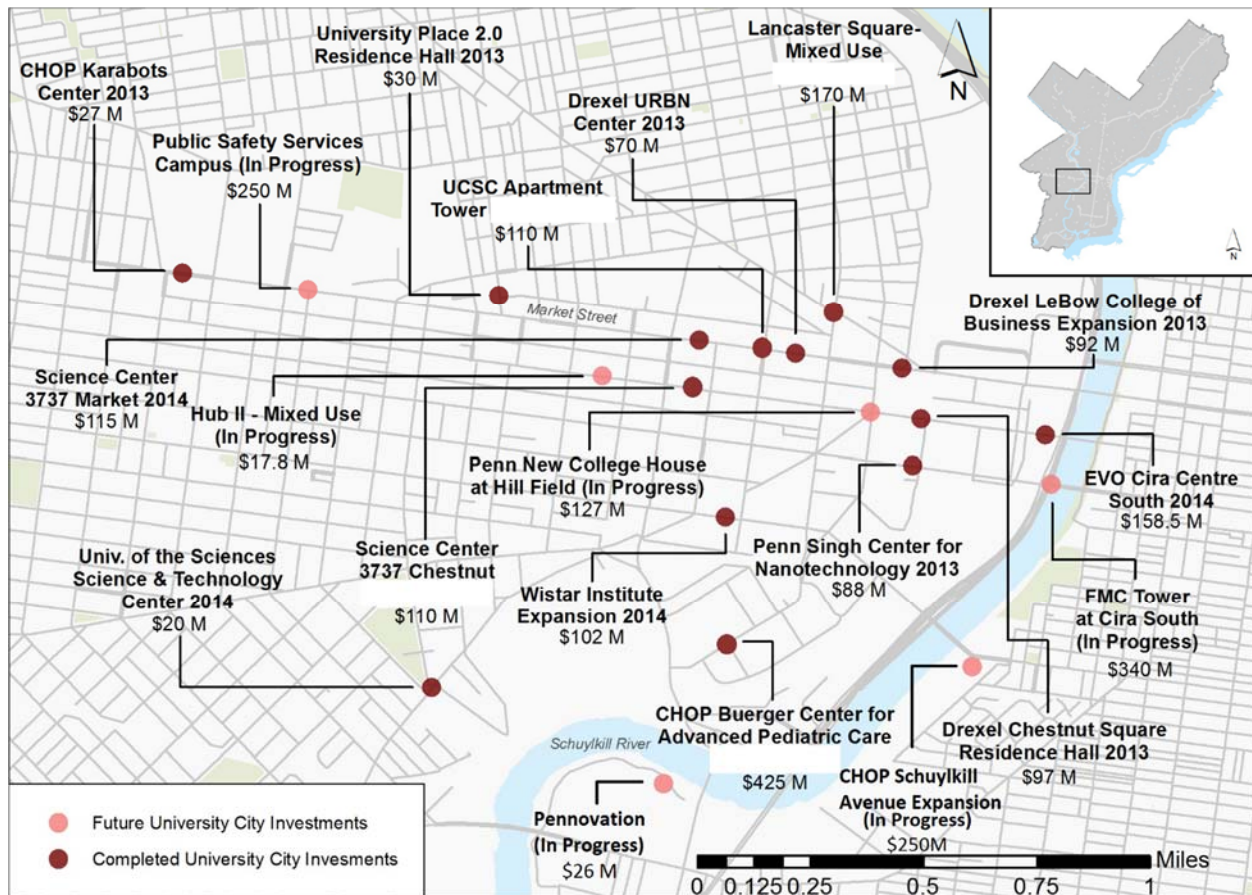 University Place 2.0
Residence Hall 2013
$30 M
Lancaster Square-
Mixed Use
$170 M
N
CHOP Karabots
Center 2013
$27 M
Drexel URBN
Center 2013
$70 M
Public Safety Services
Campus (In Progress)
$250 M
UCSC Apartment
Tower
$110 M
N
Market Street
Drexel LeBow College of
Business Expansion 2013
$92 M
Science Center
3737 Market 2014
$115 M
Hub II - Mixed Use
(In Progress)
$17.8 M
Penn New College House
at Hill Field (In Progress)
$127 M
EVO Cira Centre
South 2014
$158.5 M
Univ. of the Sciences
Science & Technology
Center 2014
$20 M
Science Center
3737 Chestnut
$110 M
Wistar Institute
Expansion 2014
$102 M
Penn Singh Center for
Nanotechnology 2013
$88 M
FMC Tower
at Cira South
(In Progress)
$340 M
CHOP Buerger Center for
Advanced Pediatric Care
$425 M
Drexel Chestnut Square
Residence Hall 2013
$97 M
Schuylkill River
CHOP Schuylkill
Avenue Expansion
(In Progress)
$250M
Pennovation
(In Progress)
$26 M
Future University City Investments
Completed University City Invesments
Miles
0 0.125 0.25 0.5 0.75 1